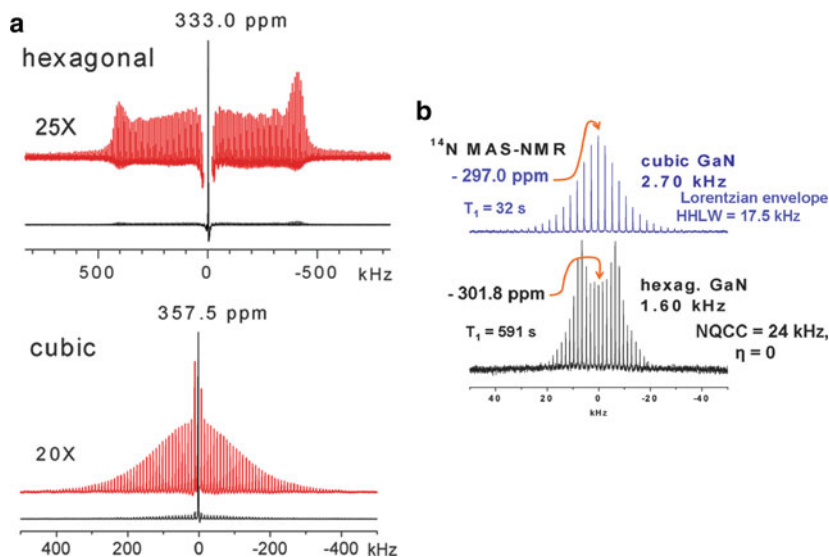 a
333.0 ppm
hexagonal
25X
500 0 -500 kHz
357.5 ppm
cubic
20X
400 200 0 -200 -400 kHz
b
¹⁴N MAS-NMR
- 297.0 ppm
T₁ = 32 s
cubic GaN
2.70 kHz
Lorentzian envelope
HHLW = 17.5 kHz
- 301.8 ppm
T₁ = 591 s
hexag. GaN
1.60 kHz
NQCC = 24 kHz,
η = 0
40 20 0 -20 -40
kHz